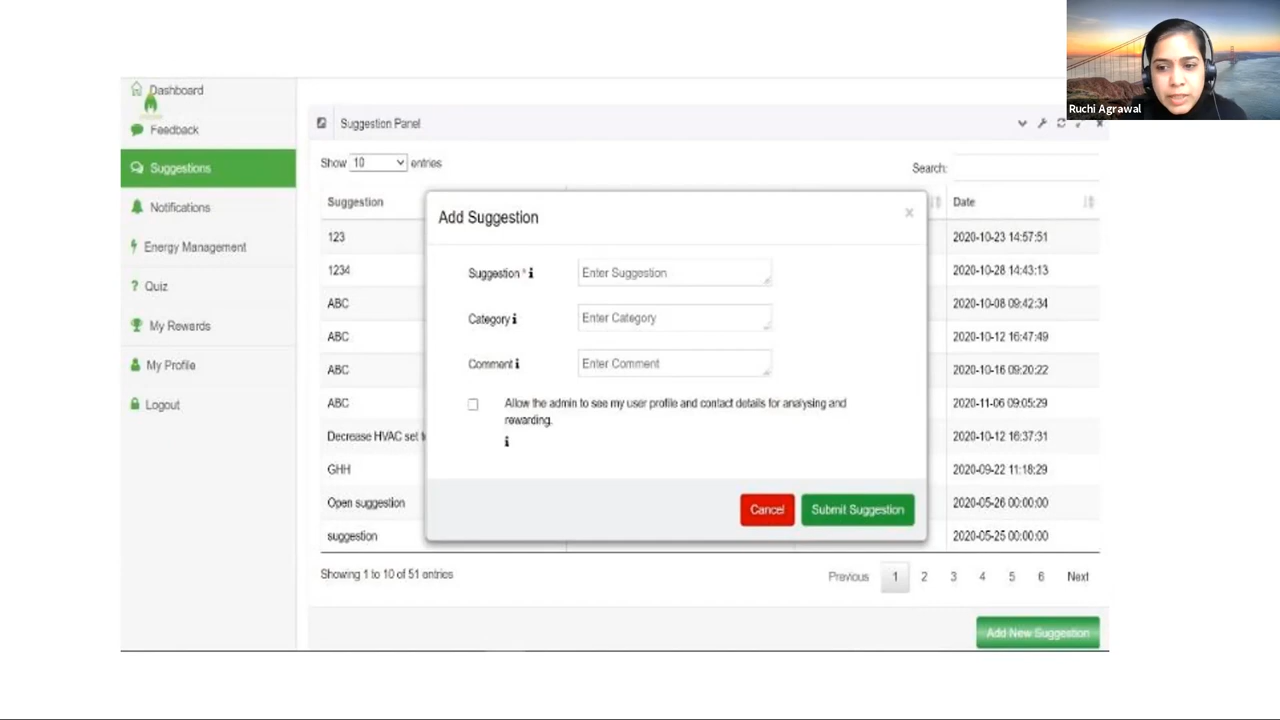 Ruchi Agrawal
Dashboard
Feedback
Suggestions
Notifications
Energy Management
Quiz
My Rewards
My Profile
Logout
Suggestion Panel
Show 10 entries
Search:
Suggestion
Date
123
2020-10-23 14:57:51
1234
2020-10-28 14:43:13
ABC
2020-10-08 09:42:34
ABC
2020-10-12 16:47:49
ABC
2020-10-16 09:20:22
ABC
2020-11-06 09:05:29
Decrease HVAC set
2020-10-12 16:37:31
GHH
2020-09-22 11:18:29
Open suggestion
2020-05-26 00:00:00
suggestion
2020-05-25 00:00:00
Add Suggestion
Suggestion *
Enter Suggestion
Category
Enter Category
Comment
Enter Comment
Allow the admin to see my user profile and contact details for analysing and
rewarding.
Cancel
Submit Suggestion
Showing 1 to 10 of 51 entries
Previous 1 2 3 4 5 6 Next
Add New Suggestion